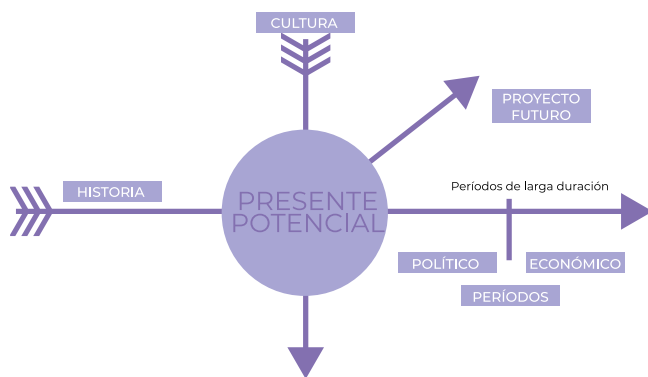 CULTURA
PROYECTO
FUTURO
Períodos de larga duración
HISTORIA
PRESENTE
POTENCIAL
POLÍTICO
ECONÓMICO
PERÍODOS